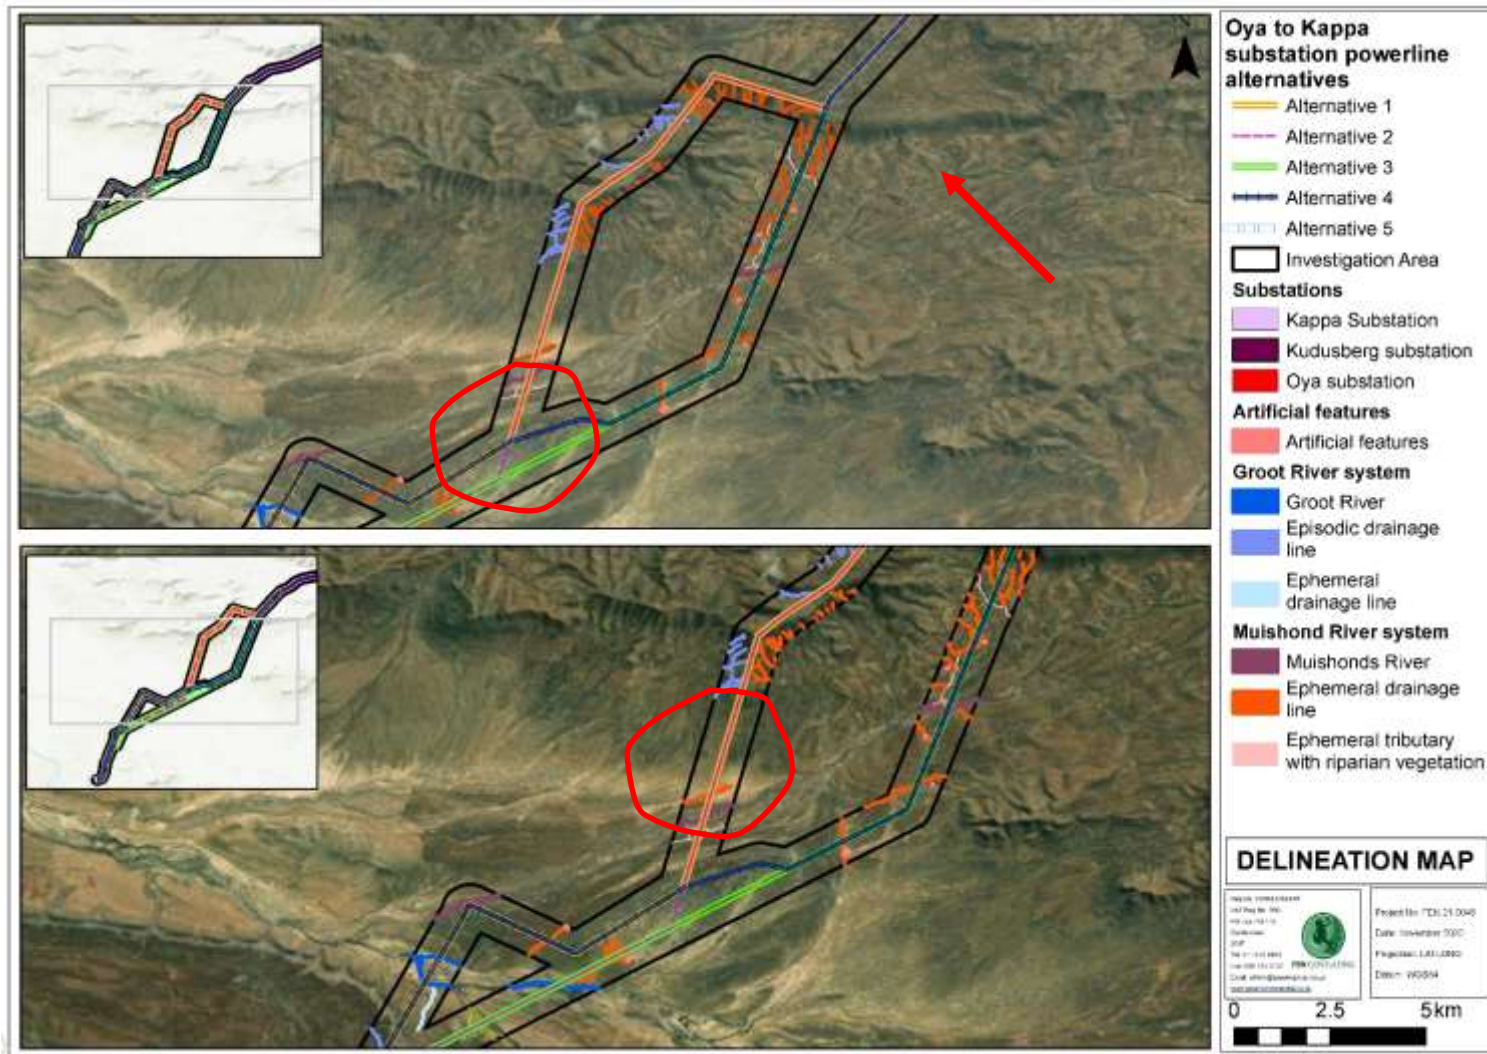 Oya to Kappa
substation powerline
alternatives
Alternative 1
Alternative 2
Alternative 3
Alternative 4
Alternative 5
Investigation Area
Substations
Kappa Substation
Kudusberg substation
Oya substation
Artificial features
Artificial features
Groot River system
Groot River
Episodic drainage
line
Ephemeral
drainage line
Muishond River system
Muishonds River
Ephemeral drainage
line
Ephemeral tributary
with riparian vegetation
DELINEATION MAP
Date: November
0 2.5 5km